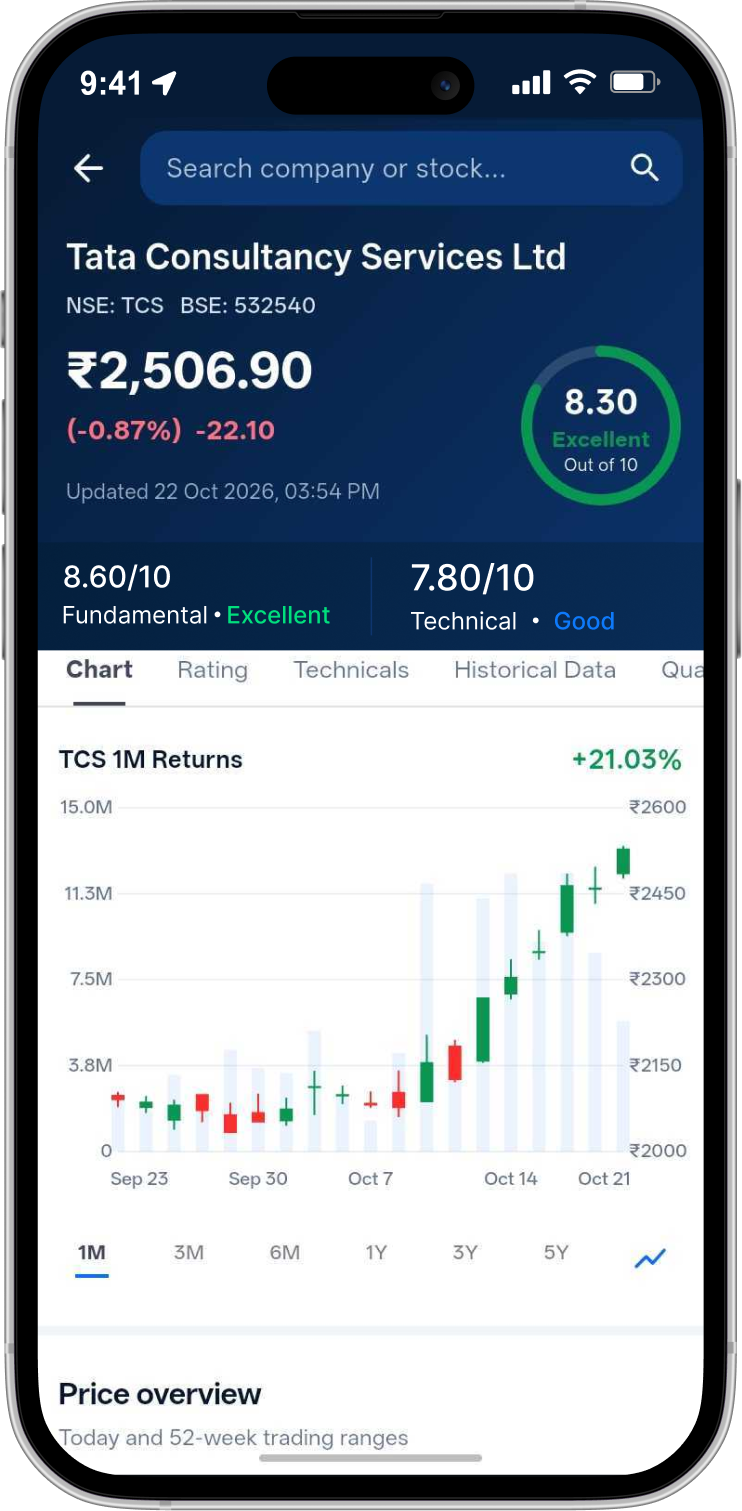 9:41
Search company or stock...
Tata Consultancy Services Ltd
NSE: TCS BSE: 532540
₹2,506.90
(-0.87%) -22.10
Updated 22 Oct 2026, 03:54 PM
8.30
Excellent
Out of 10
8.60/10
Fundamental • Excellent
7.80/10
Technical • Good
Chart Rating Technicals Historical Data Qua
TCS 1M Returns +21.03%
15.0M ₹2600
11.3M ₹2450
7.5M ₹2300
3.8M ₹2150
0 ₹2000
Sep 23 Sep 30 Oct 7 Oct 14 Oct 21
1M 3M 6M 1Y 3Y 5Y
Price overview
Today and 52-week trading ranges